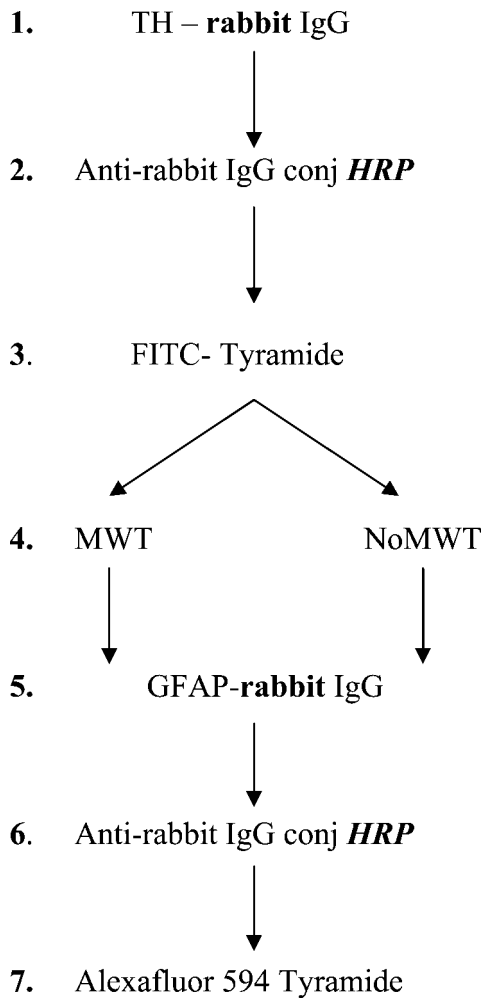 1. TH – rabbit IgG
2. Anti-rabbit IgG conj HRP
3. FITC- Tyramide
4. MWT NoMWT
5. GFAP-rabbit IgG
6. Anti-rabbit IgG conj HRP
7. Alexafluor 594 Tyramide